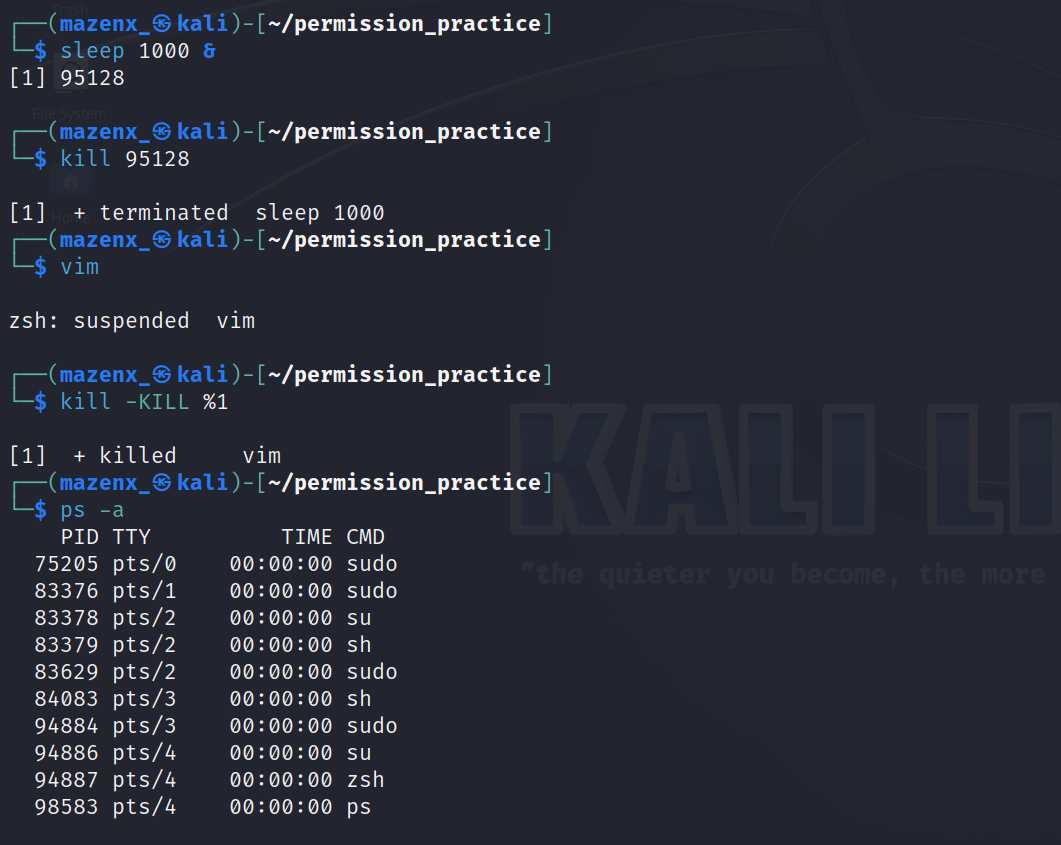 Trash
┌──(mazenx_㉿kali)-[~/permission_practice]
└─$ sleep 1000 &
[1] 95128
File System
┌──(mazenx_㉿kali)-[~/permission_practice]
└─$ kill 95128
[1]  + terminated  sleep 1000
Home
┌──(mazenx_㉿kali)-[~/permission_practice]
└─$ vim
zsh: suspended  vim
┌──(mazenx_㉿kali)-[~/permission_practice]
└─$ kill -KILL %1
[1]  + killed     vim
┌──(mazenx_㉿kali)-[~/permission_practice]
└─$ ps -a
    PID TTY          TIME CMD
  75205 pts/0    00:00:00 sudo
  83376 pts/1    00:00:00 sudo
  83378 pts/2    00:00:00 su
  83379 pts/2    00:00:00 sh
  83629 pts/2    00:00:00 sudo
  84083 pts/3    00:00:00 sh
  94884 pts/3    00:00:00 sudo
  94886 pts/4    00:00:00 su
  94887 pts/4    00:00:00 zsh
  98583 pts/4    00:00:00 ps
KALI LI
"the quieter you become, the more